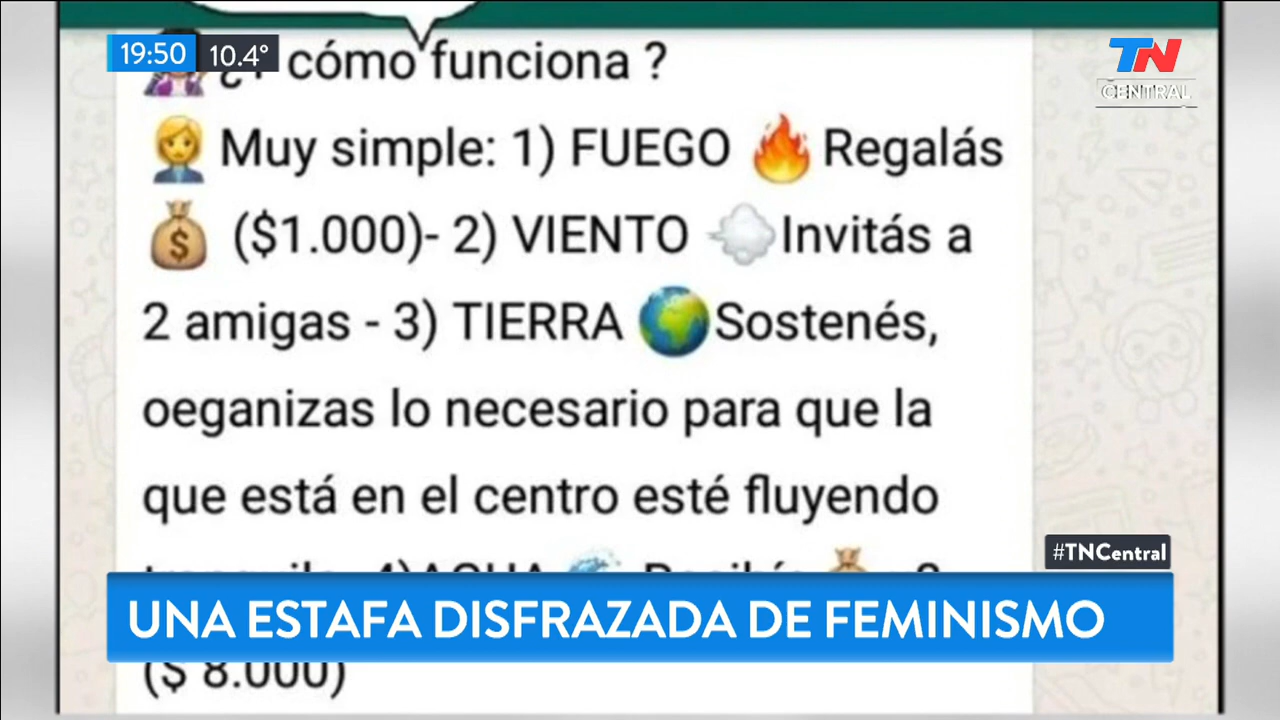 19:50 10.4°
TN
CENTRAL
cómo funciona ?
Muy simple: 1) FUEGO Regalás
($1.000)- 2) VIENTO Invitás a
2 amigas - 3) TIERRA Sostenés,
oeganizas lo necesario para que la
que está en el centro esté fluyendo
#TNCentral
UNA ESTAFA DISFRAZADA DE FEMINISMO
($ 8.000)